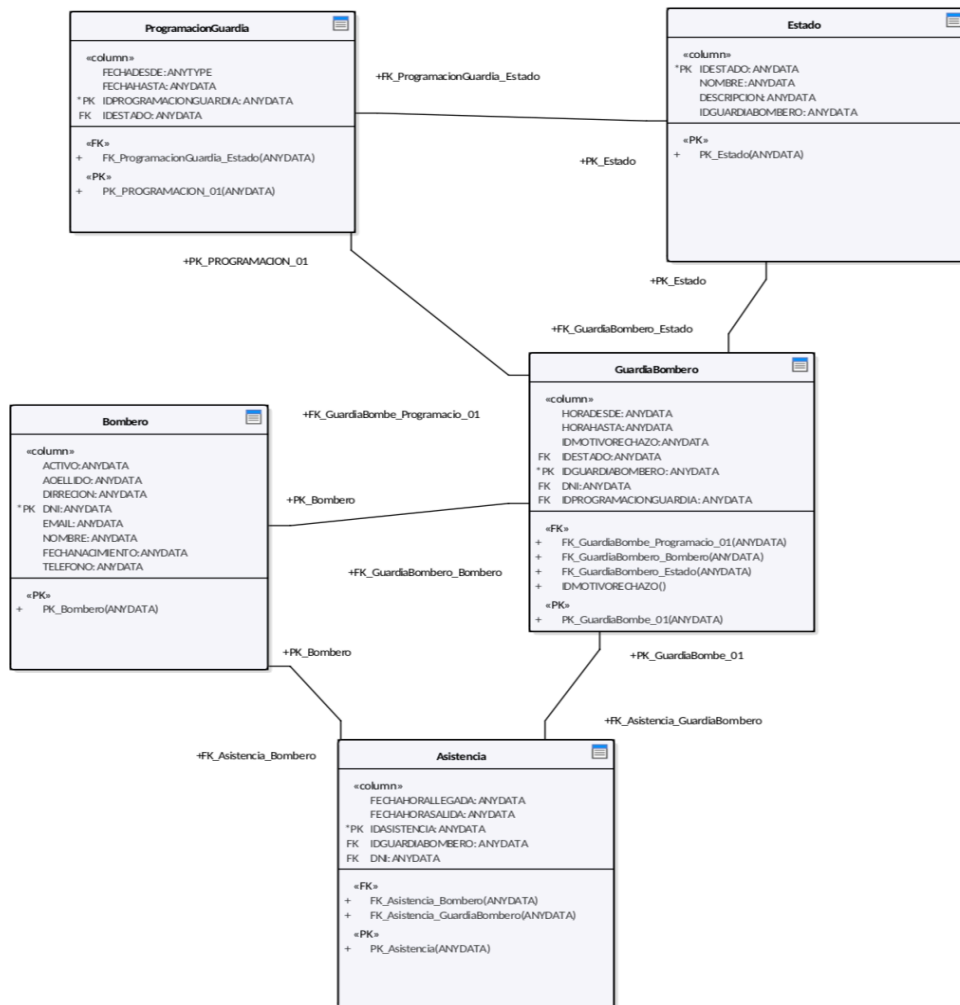 ProgramacionGuardia
«column»
FECHADESDE: ANYTYPE
FECHAHASTA: ANYDATA
*PK IDPROGRAMACIONGUARDIA: ANYDATA
FK IDESTADO: ANYDATA
«FK»
+ FK_ProgramacionGuardia_Estado(ANYDATA)
«PK»
+ PK_PROGRAMACION_01(ANYDATA)
+FK_ProgramacionGuardia_Estado
+PK_Estado
Estado
«column»
*PK IDESTADO: ANYDATA
NOMBRE: ANYDATA
DESCRIPCION: ANYDATA
IDGUARDIABOMBERO: ANYDATA
«PK»
+ PK_Estado(ANYDATA)
+PK_PROGRAMACION_01
+PK_Estado
+FK_GuardiaBombero_Estado
+FK_GuardiaBombe_Programacio_01
GuardiaBombero
«column»
HORADESDE: ANYDATA
HORAHASTA: ANYDATA
IDMOTIVORECHAZO: ANYDATA
FK IDESTADO: ANYDATA
*PK IDGUARDIABOMBERO: ANYDATA
FK DNI: ANYDATA
FK IDPROGRAMACIONGUARDIA: ANYDATA
«FK»
+ FK_GuardiaBombe_Programacio_01(ANYDATA)
+ FK_GuardiaBombero_Bombero(ANYDATA)
+ FK_GuardiaBombero_Estado(ANYDATA)
+ IDMOTIVORECHAZO()
«PK»
+ PK_GuardiaBombe_01(ANYDATA)
Bombero
«column»
ACTIVO: ANYDATA
AOELLIDO: ANYDATA
DIRRECION: ANYDATA
*PK DNI: ANYDATA
EMAIL: ANYDATA
NOMBRE: ANYDATA
FECHANACIMIENTO: ANYDATA
TELEFONO: ANYDATA
«PK»
+ PK_Bombero(ANYDATA)
+PK_Bombero
+FK_GuardiaBombero_Bombero
+PK_Bombero
+PK_GuardiaBombe_01
+FK_Asistencia_GuardiaBombero
+FK_Asistencia_Bombero
Asistencia
«column»
FECHAHORALLEGADA: ANYDATA
FECHAHORASALIDA: ANYDATA
*PK IDASISTENCIA: ANYDATA
FK IDGUARDIABOMBERO: ANYDATA
FK DNI: ANYDATA
«FK»
+ FK_Asistencia_Bombero(ANYDATA)
+ FK_Asistencia_GuardiaBombero(ANYDATA)
«PK»
+ PK_Asistencia(ANYDATA)